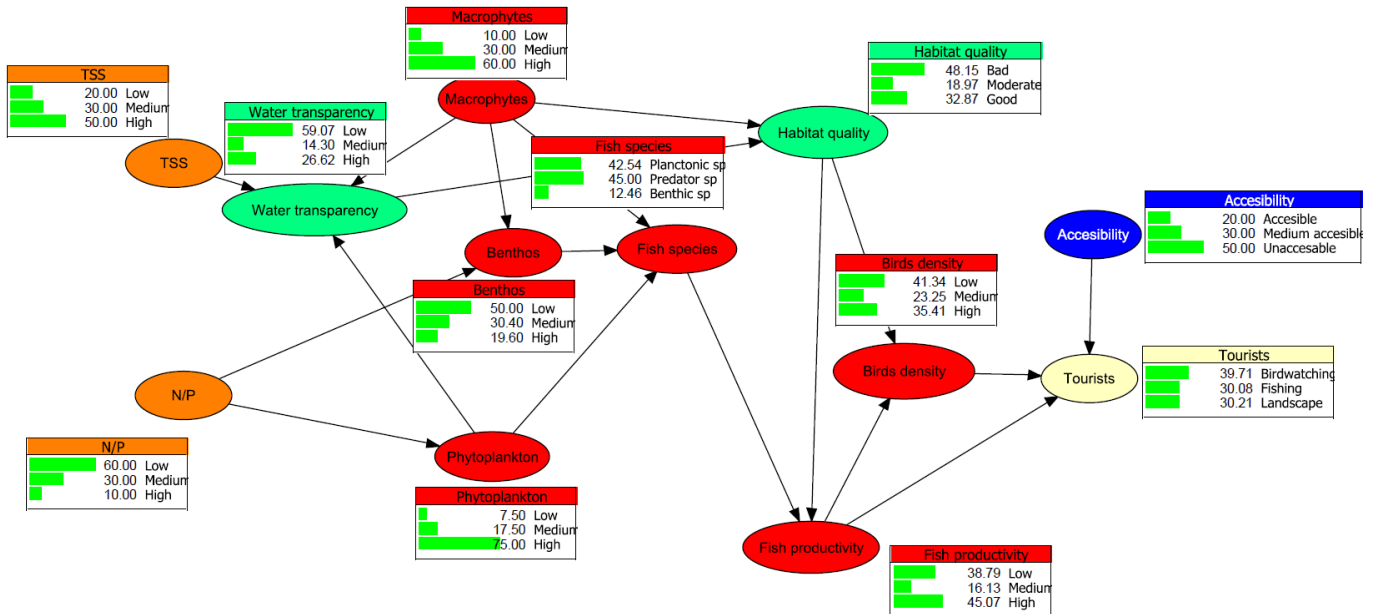 Macrophytes
10.00 Low
30.00 Medium
60.00 High
Macrophytes
TSS
20.00 Low
30.00 Medium
50.00 High
TSS
Water transparency
59.07 Low
14.30 Medium
26.62 High
Water transparency
Habitat quality
48.15 Bad
18.97 Moderate
32.87 Good
Habitat quality
Fish species
42.54 Planctonic sp
45.00 Predator sp
12.46 Benthic sp
Fish species
Benthos
Benthos
50.00 Low
30.40 Medium
19.60 High
Accesibility
20.00 Accesible
30.00 Medium accesible
50.00 Unaccesable
Accesibility
Birds density
41.34 Low
23.25 Medium
35.41 High
Birds density
Tourists
Tourists
39.71 Birdwatching
30.08 Fishing
30.21 Landscape
N/P
N/P
60.00 Low
30.00 Medium
10.00 High
Phytoplankton
Phytoplankton
7.50 Low
17.50 Medium
75.00 High
Fish productivity
Fish productivity
38.79 Low
16.13 Medium
45.07 High